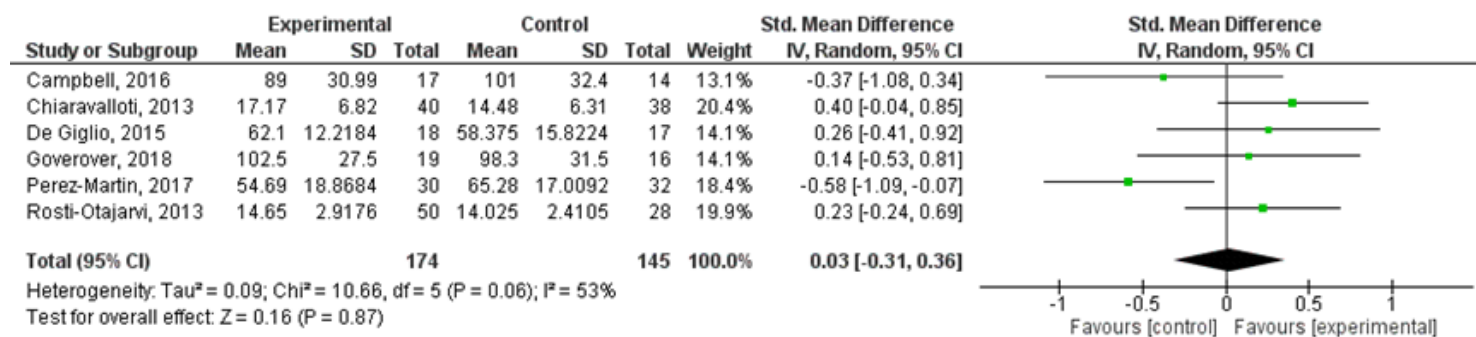 Experimental Control Std. Mean Difference Std. Mean Difference
Study or Subgroup Mean SD Total Mean SD Total Weight IV, Random, 95% CI IV, Random, 95% CI
Campbell, 2016 89 30.99 17 101 32.4 14 13.1% -0.37 [-1.08, 0.34]
Chiaravalloti, 2013 17.17 6.82 40 14.48 6.31 38 20.4% 0.40 [-0.04, 0.85]
De Giglio, 2015 62.1 12.2184 18 58.375 15.8224 17 14.1% 0.26 [-0.41, 0.92]
Goverover, 2018 102.5 27.5 19 98.3 31.5 16 14.1% 0.14 [-0.53, 0.81]
Perez-Martin, 2017 54.69 18.8684 30 65.28 17.0092 32 18.4% -0.58 [-1.09, -0.07]
Rosti-Otajarvi, 2013 14.65 2.9176 50 14.025 2.4105 28 19.9% 0.23 [-0.24, 0.69]
Total (95% CI) 174 145 100.0% 0.03 [-0.31, 0.36]
Heterogeneity: Tau² = 0.09; Chi² = 10.66, df = 5 (P = 0.06); I² = 53%
Test for overall effect: Z = 0.16 (P = 0.87)
-1 -0.5 0 0.5 1
Favours [control] Favours [experimental]